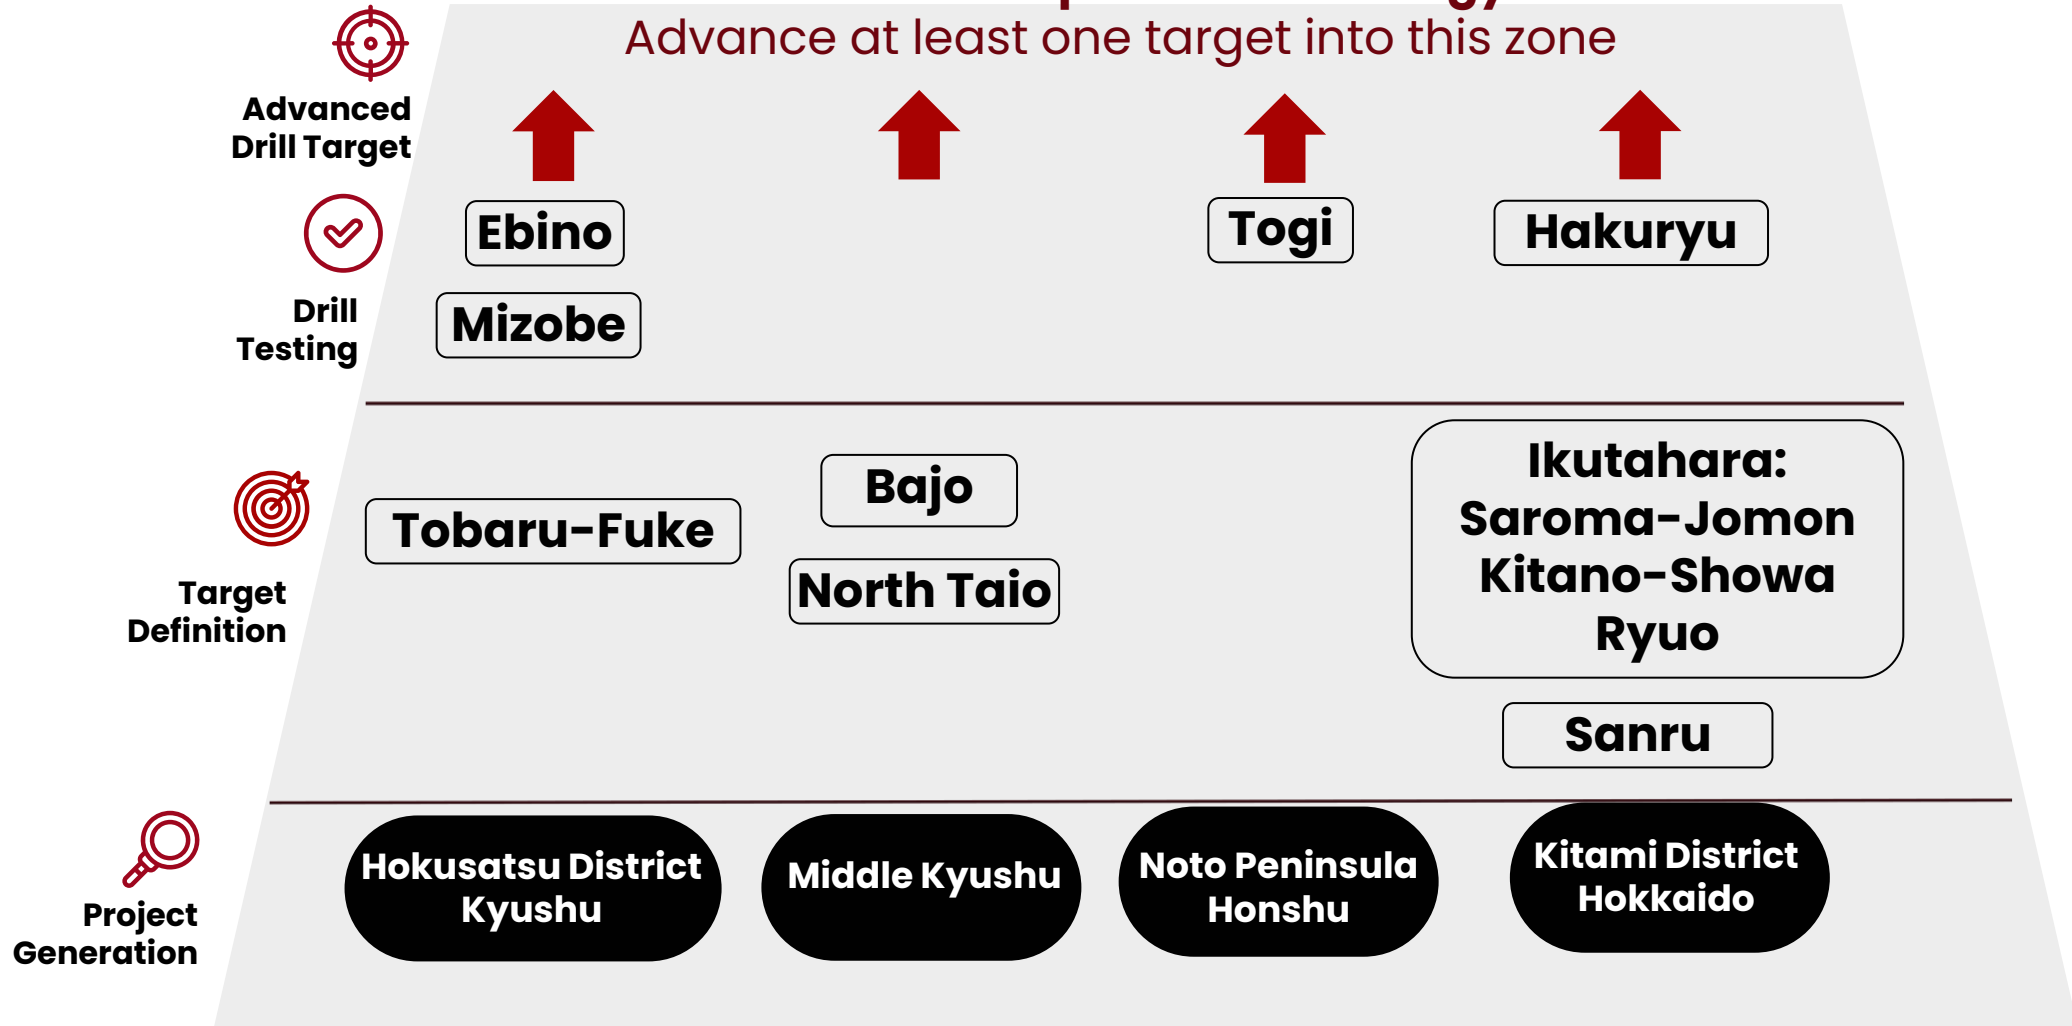 Advance at least one target into this zone
Advanced
Drill Target
Ebino
Togi
Hakuryu
Mizobe
Drill
Testing
Ikutahara:
Saroma-Jomon
Kitano-Showa
Ryuo
Bajo
Tobaru-Fuke
North Taio
Target
Definition
Sanru
Hokusatsu District
Kyushu
Middle Kyushu
Noto Peninsula
Honshu
Kitami District
Hokkaido
Project
Generation